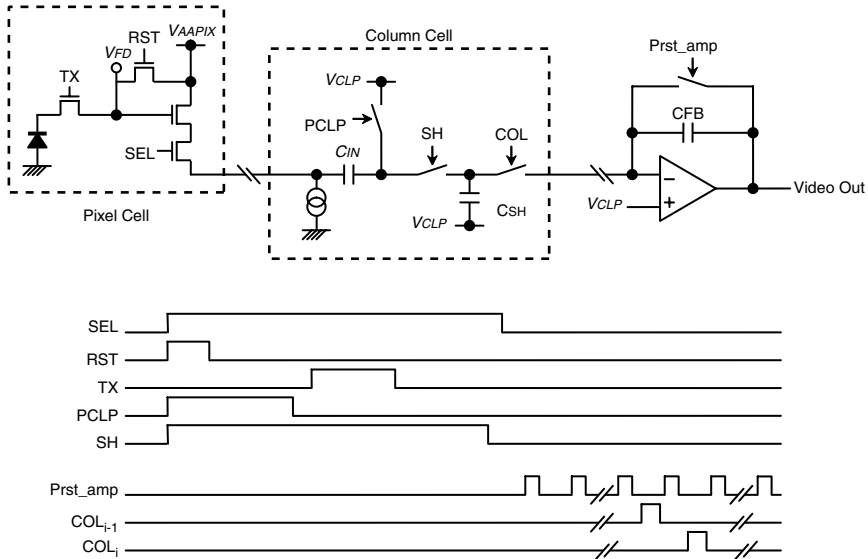 Column Cell
Prst_amp
RST
VAAPIX
VFD
TX
VCLP
CFB
PCLP
SH
COL
SEL
CIN
Video Out
VCLP
CSH
VCLP
Pixel Cell
SEL
RST
TX
PCLP
SH
Prst_amp
COLi-1
COLi